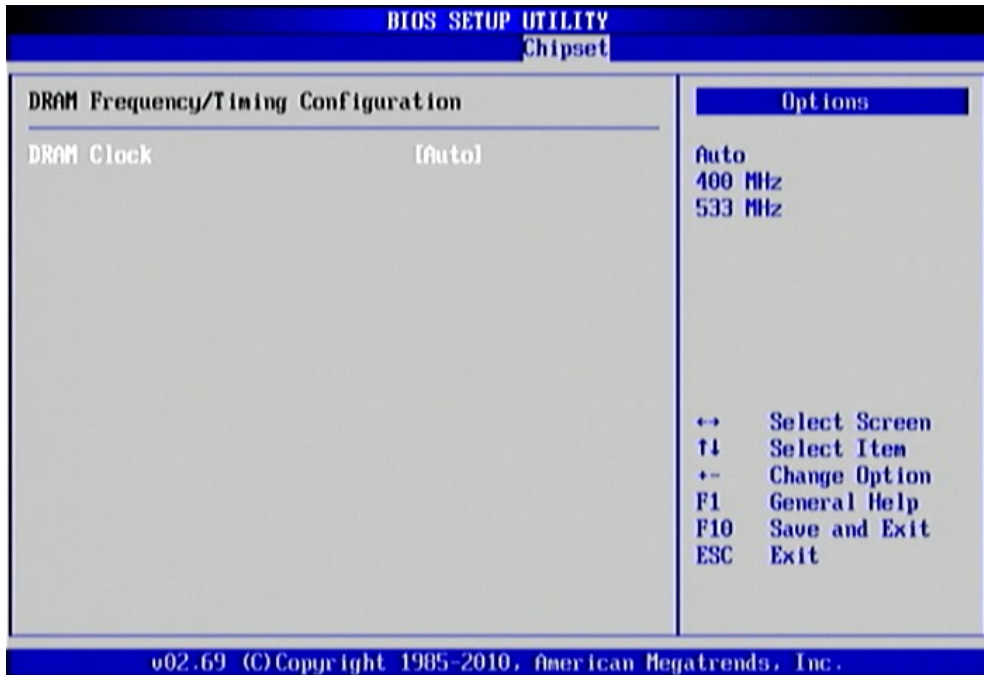 BIOS SETUP UTILITY
Chipset
DRAM Frequency/Timing Configuration
DRAM Clock [Auto]
Options
Auto
400 MHz
533 MHz
↔ Select Screen
↑↓ Select Item
+- Change Option
F1 General Help
F10 Save and Exit
ESC Exit
v02.69 (C)Copyright 1985-2010, American Megatrends, Inc.